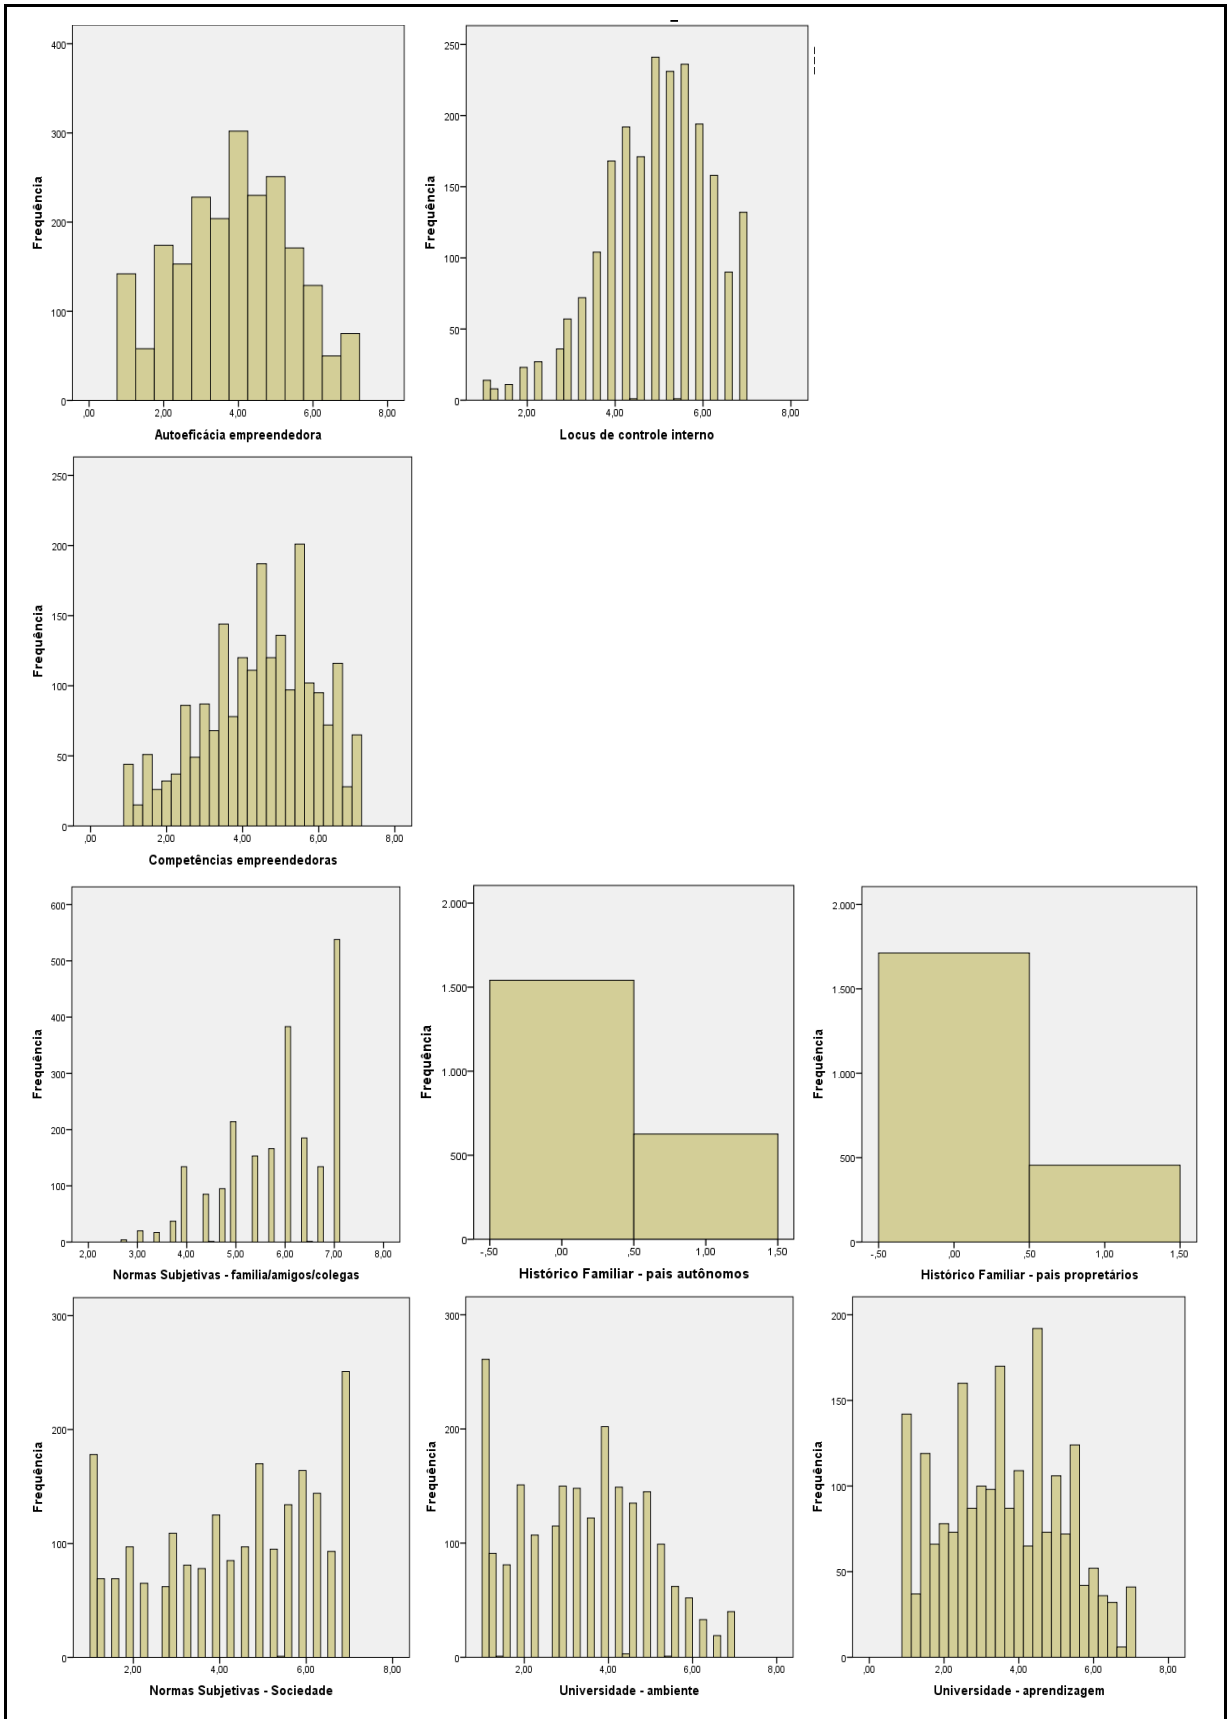 400
300
200
100
0
Frequência
,00 2,00 4,00 6,00 8,00
Autoeficácia empreendedora
250
200
150
100
50
0
Frequência
2,00 4,00 6,00 8,00
Locus de controle interno
250
200
150
100
50
0
Frequência
,00 2,00 4,00 6,00 8,00
Competências empreendedoras
600
500
400
300
200
100
0
Frequência
2,00 3,00 4,00 5,00 6,00 7,00 8,00
Normas Subjetivas - familia/amigos/colegas
2.000
1.500
1.000
500
0
Frequência
-,50 ,00 ,50 1,00 1,50
Histórico Familiar - pais autônomos
2.000
1.500
1.000
500
0
Frequência
-,50 ,00 ,50 1,00 1,50
Histórico Familiar - pais propretários
300
200
100
0
Frequência
2,00 4,00 6,00 8,00
Normas Subjetivas - Sociedade
300
200
100
0
Frequência
2,00 4,00 6,00 8,00
Universidade - ambiente
200
150
100
50
0
Frequência
,00 2,00 4,00 6,00 8,00
Universidade - aprendizagem